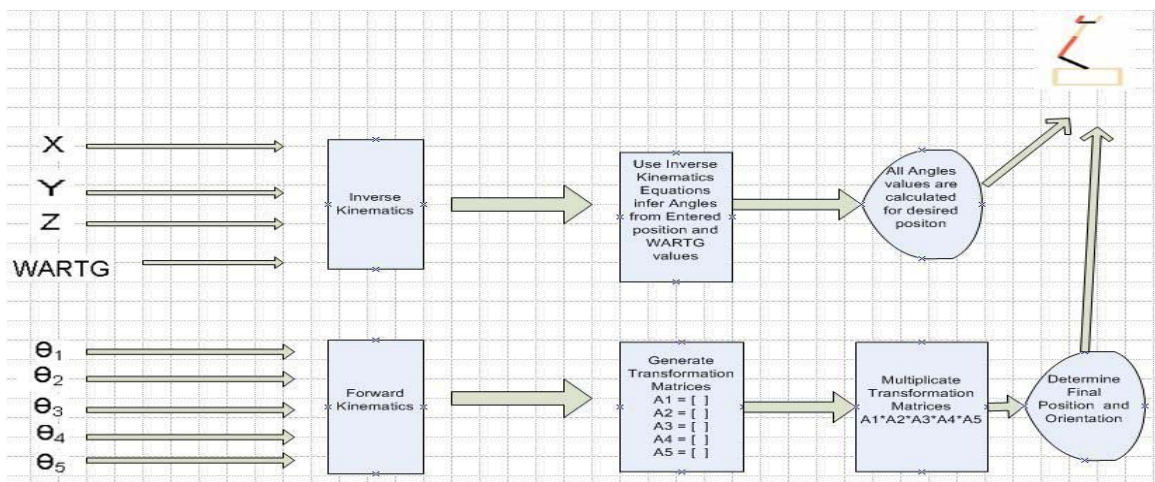 X
Y
Z
WARTG
Inverse
Kinematics
Use Inverse
Kinematics
Equations
infer Angles
from Entered
position and
WARTG
values
All Angles
values are
calculated
for desired
positon
ϴ1
ϴ2
ϴ3
ϴ4
ϴ5
Forward
Kinematics
Generate
Transformation
Matrices
A1 = [ ]
A2 = [ ]
A3 = [ ]
A4 = [ ]
A5 = [ ]
Multiplicate
Transformation
Matrices
A1*A2*A3*A4*A5
Determine
Final
Position and
Orientation